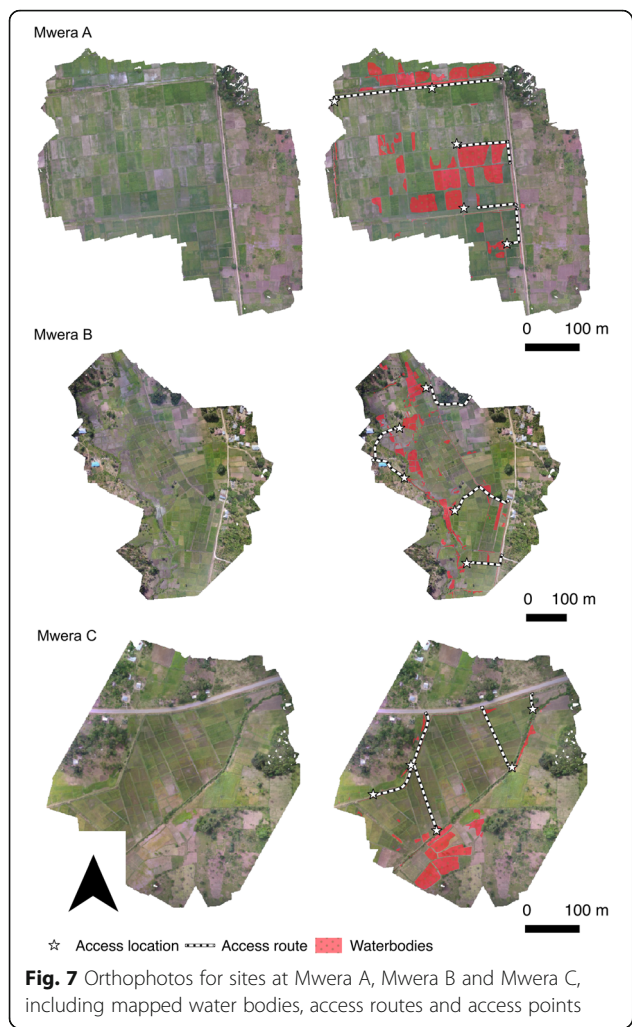 Mwera A
0 100 m
Mwera B
0 100 m
Mwera C
0 100 m
Access location Access route Waterbodies
Fig. 7 Orthophotos for sites at Mwera A, Mwera B and Mwera C,
including mapped water bodies, access routes and access points